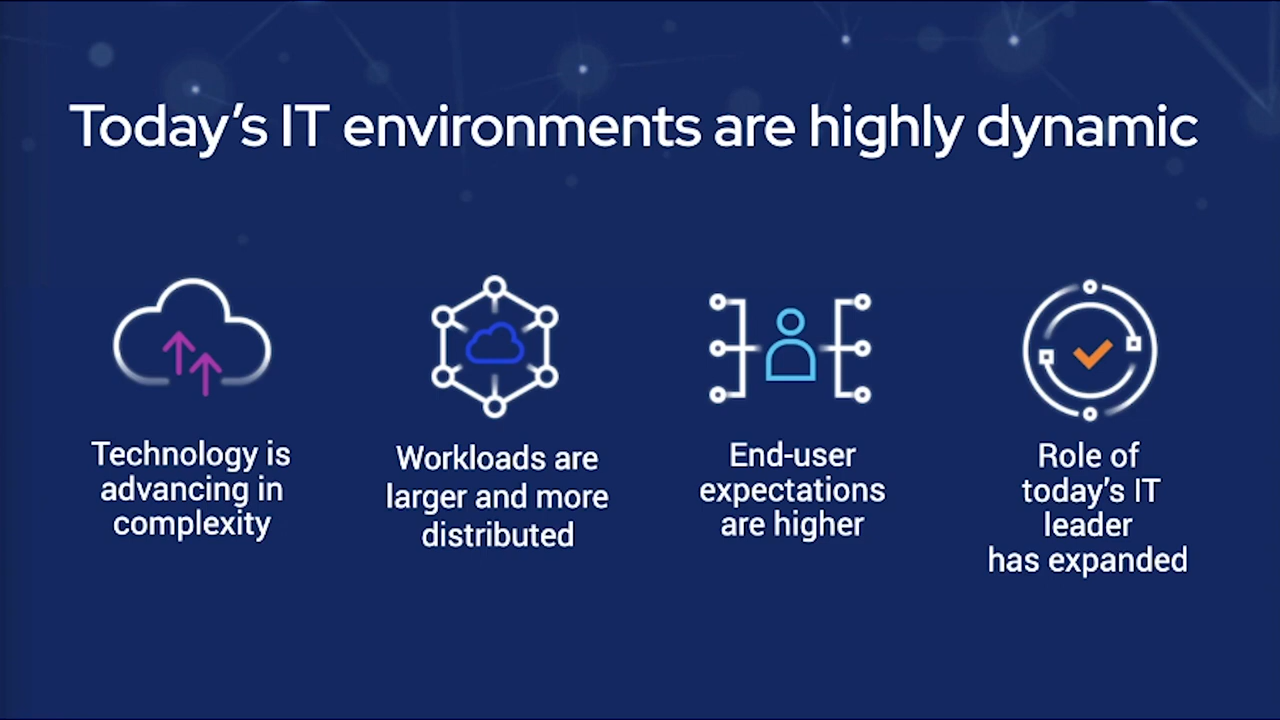 Today’s IT environments are highly dynamic
Technology is
advancing in
complexity
Workloads are
larger and more
distributed
End-user
expectations
are higher
Role of
today’s IT
leader
has expanded